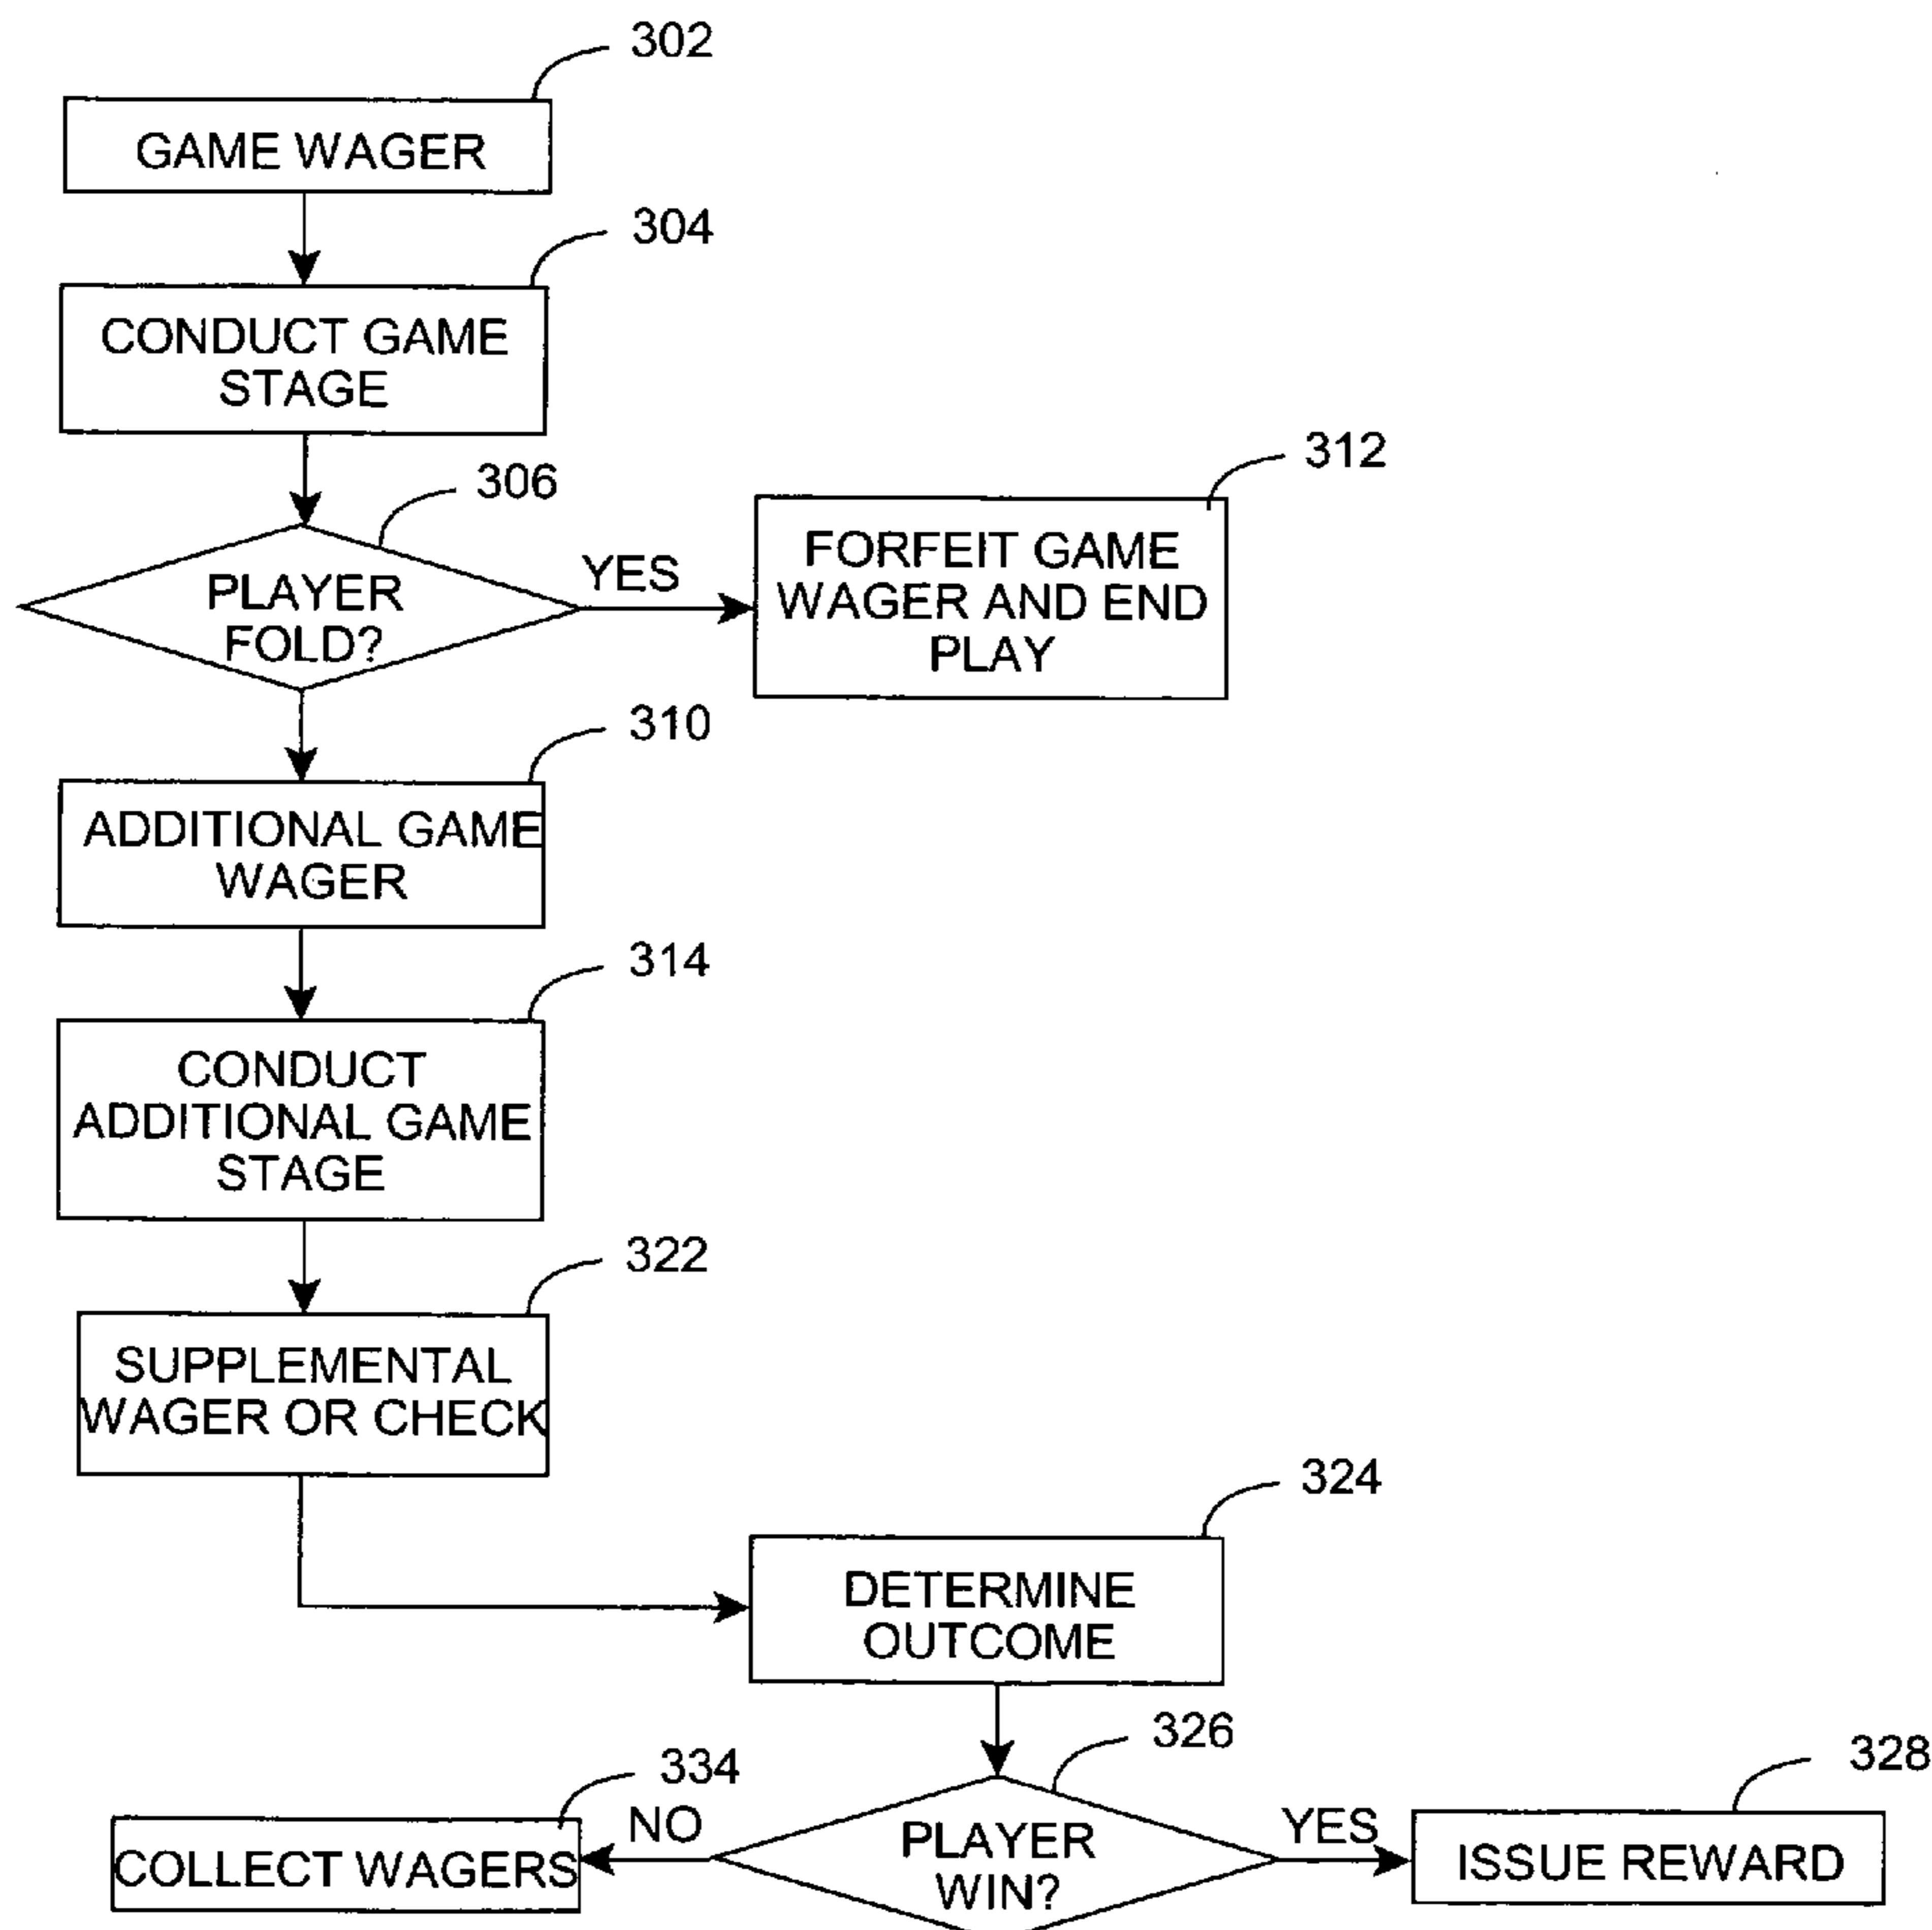 302
GAME WAGER
304
CONDUCT GAME
STAGE
306
PLAYER
FOLD?
YES
312
FORFEIT GAME
WAGER AND END
PLAY
310
ADDITIONAL GAME
WAGER
314
CONDUCT
ADDITIONAL GAME
STAGE
322
SUPPLEMENTAL
WAGER OR CHECK
324
DETERMINE
OUTCOME
326
PLAYER
WIN?
NO
334
COLLECT WAGERS
YES
328
ISSUE REWARD